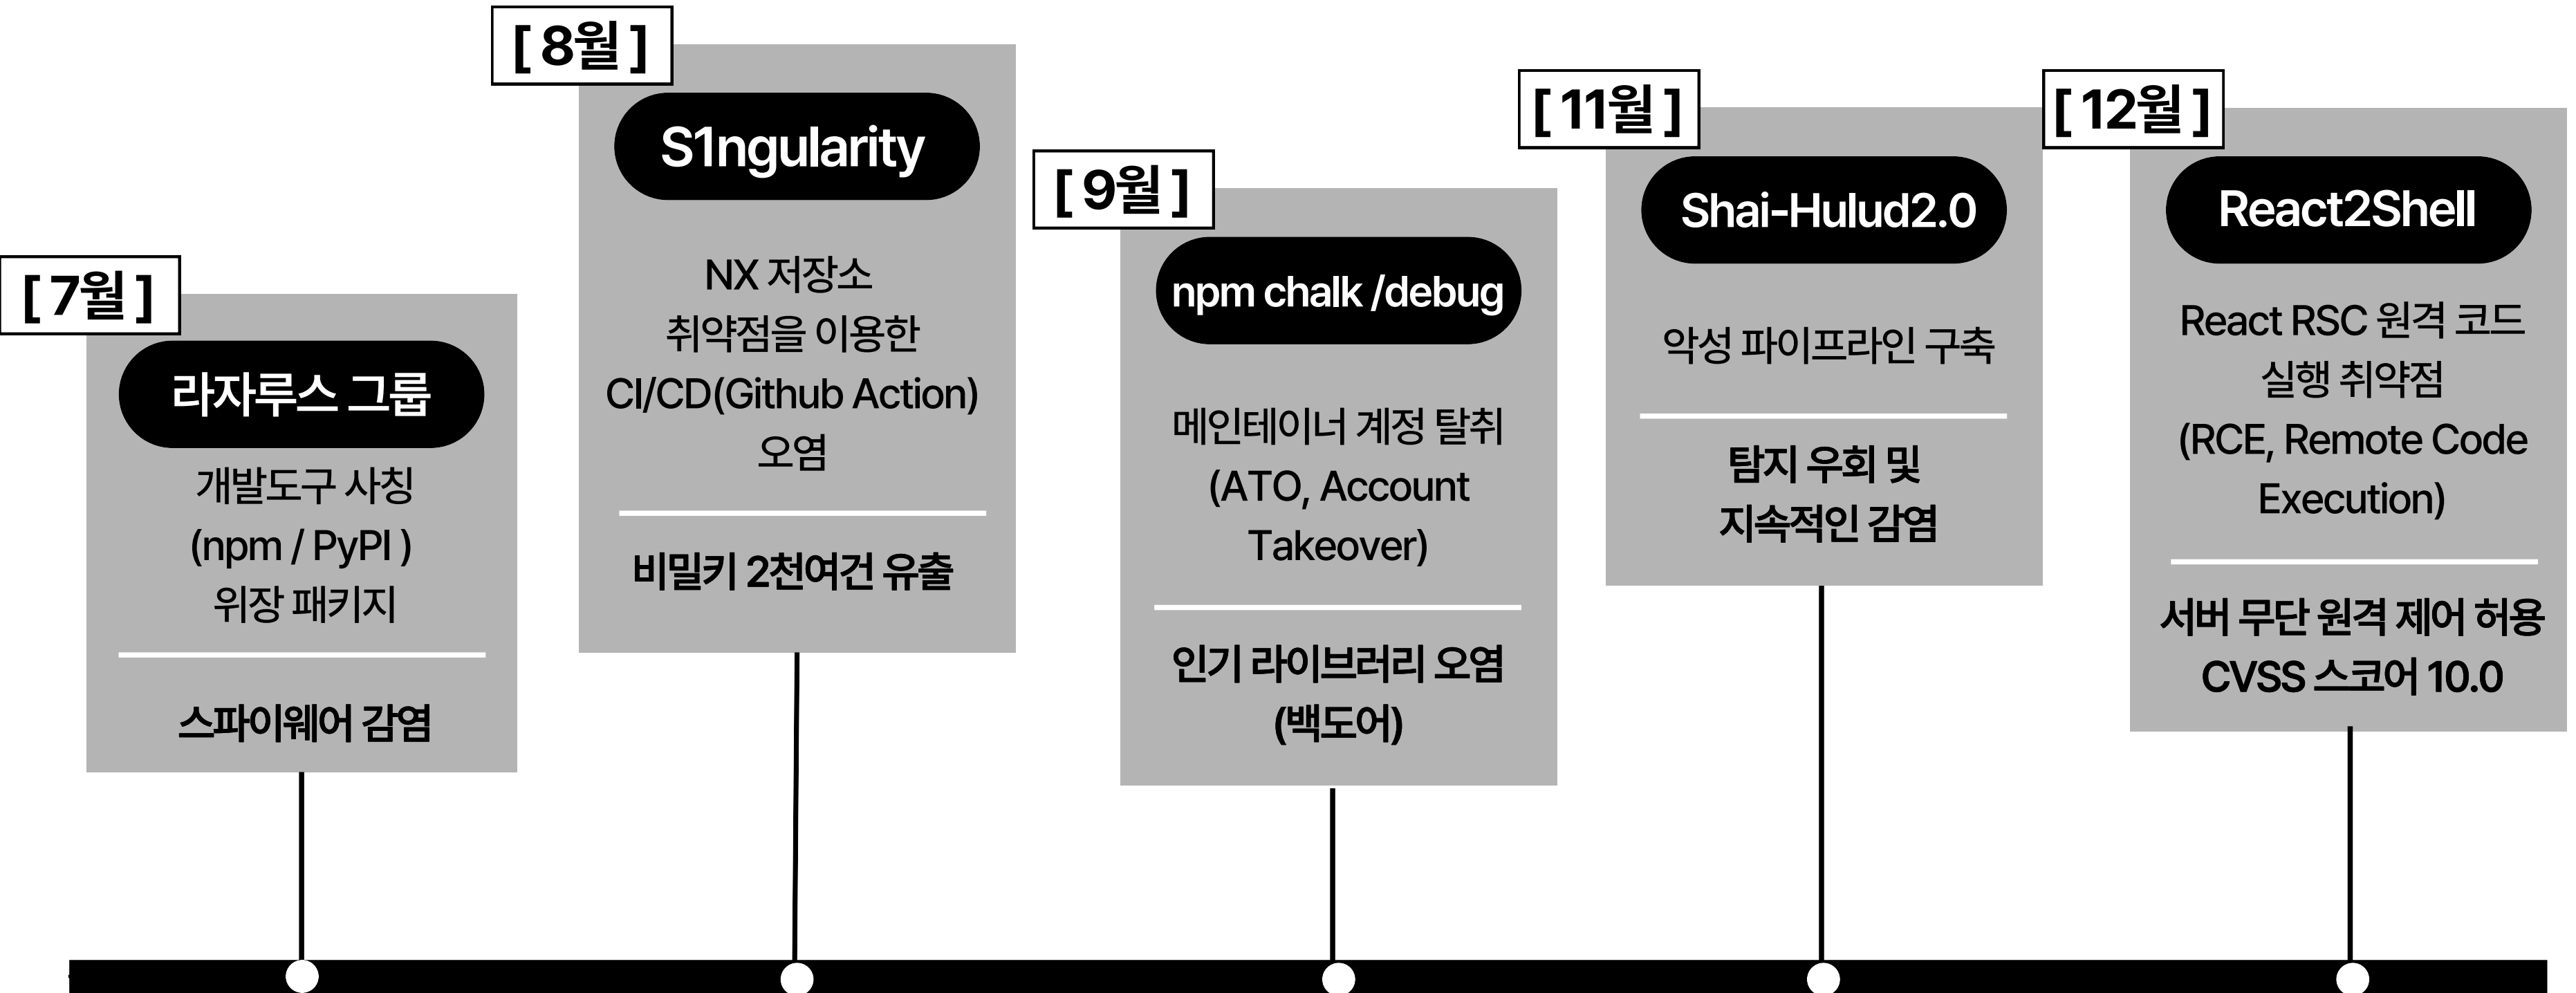 [ 7월 ]
라자루스 그룹
개발도구 사칭
(npm / PyPI )
위장 패키지
스파이웨어 감염
[ 8월 ]
S1ngularity
NX 저장소
취약점을 이용한
CI/CD(Github Action)
오염
비밀키 2천여건 유출
[ 9월 ]
npm chalk /debug
메인테이너 계정 탈취
(ATO, Account
Takeover)
인기 라이브러리 오염
(백도어)
[ 11월 ]
Shai-Hulud2.0
악성 파이프라인 구축
탐지 우회 및
지속적인 감염
[ 12월 ]
React2Shell
React RSC 원격 코드
실행 취약점
(RCE, Remote Code
Execution)
서버 무단 원격 제어 허용
CVSS 스코어 10.0